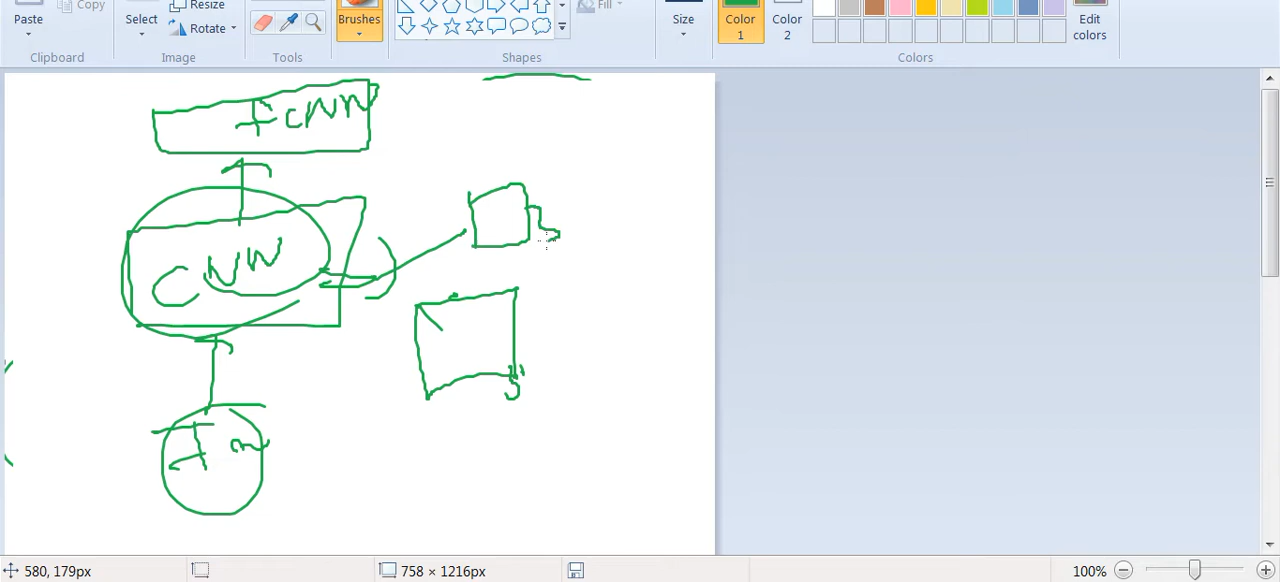 Paste
Copy
Select
Resize
Rotate
Brushes
Fill
Size
Color 1
Color 2
Edit colors
Clipboard
Image
Tools
Shapes
Colors
CNN
580, 179px
758 × 1216px
100%